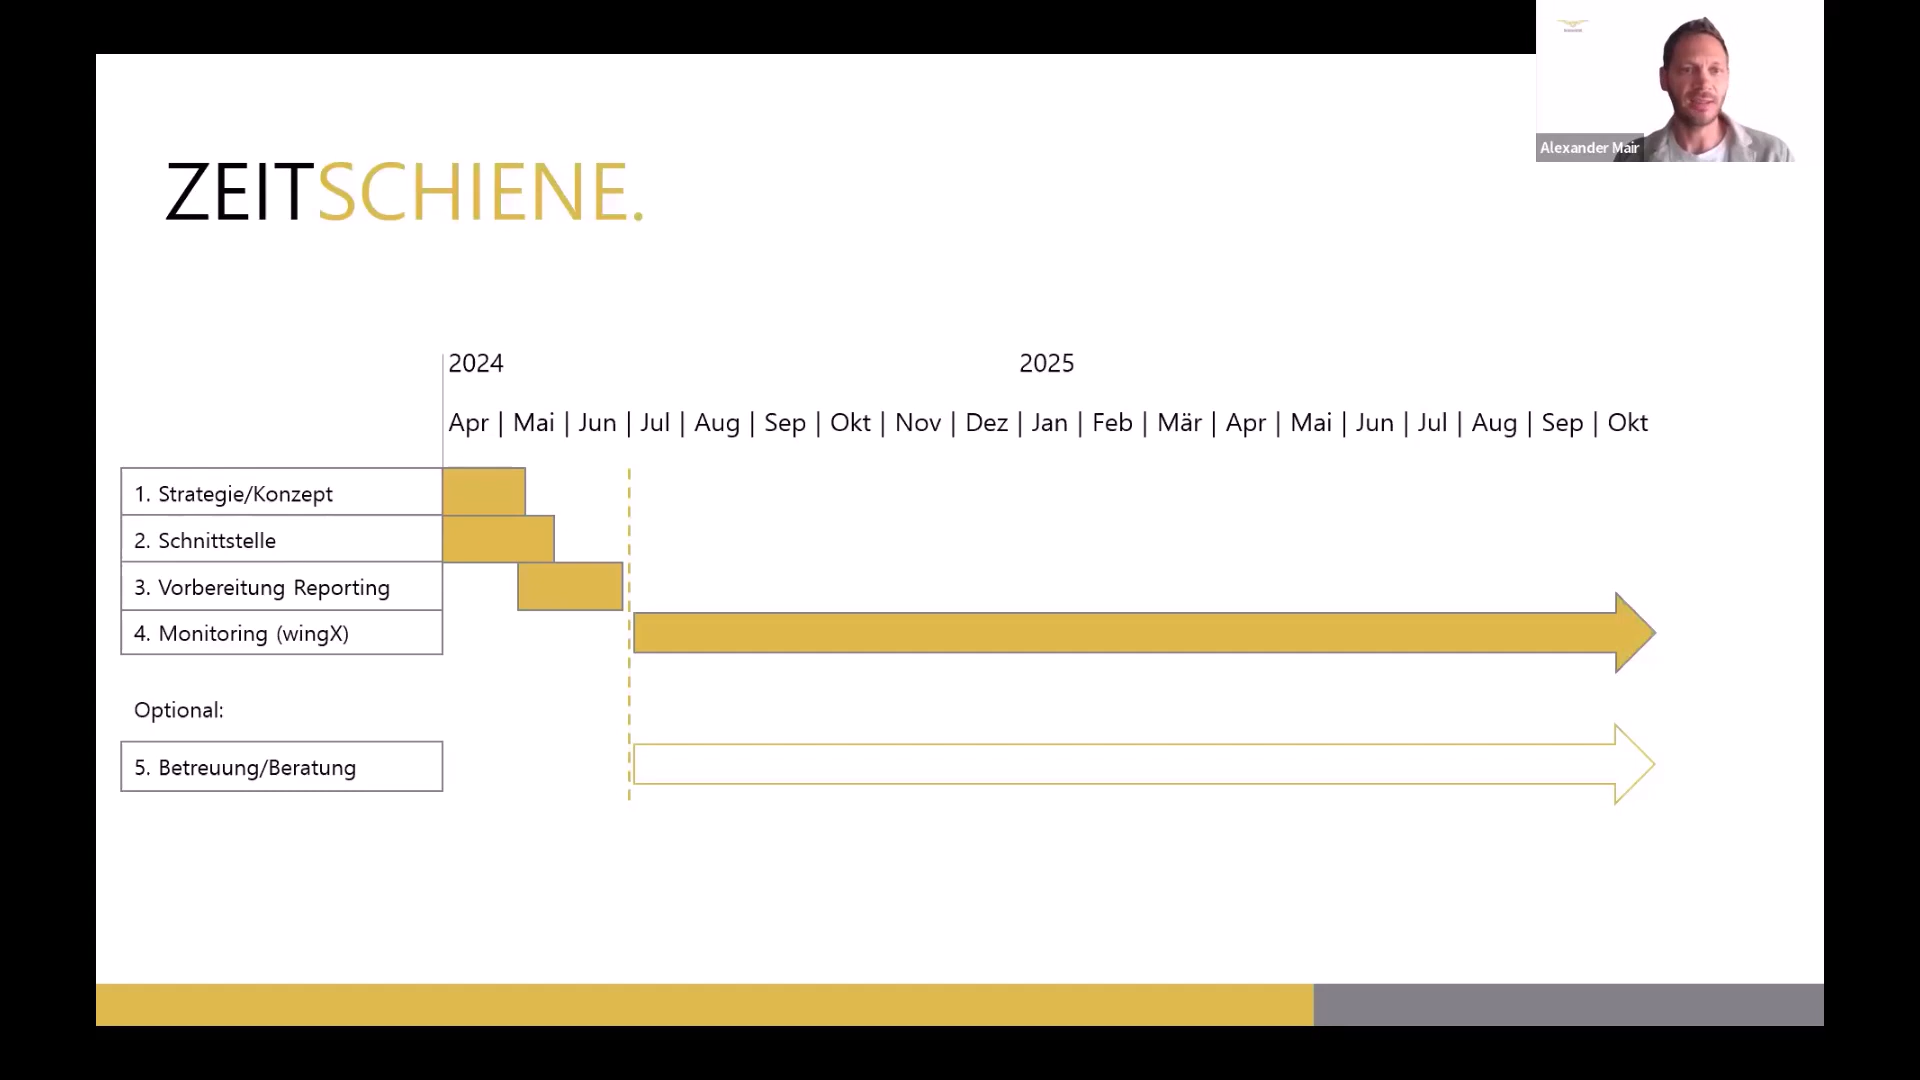 Alexander Mair
ZEITSCHIENE.
2024 2025
Apr | Mai | Jun | Jul | Aug | Sep | Okt | Nov | Dez | Jan | Feb | Mär | Apr | Mai | Jun | Jul | Aug | Sep | Okt
1. Strategie/Konzept
2. Schnittstelle
3. Vorbereitung Reporting
4. Monitoring (wingX)
Optional:
5. Betreuung/Beratung